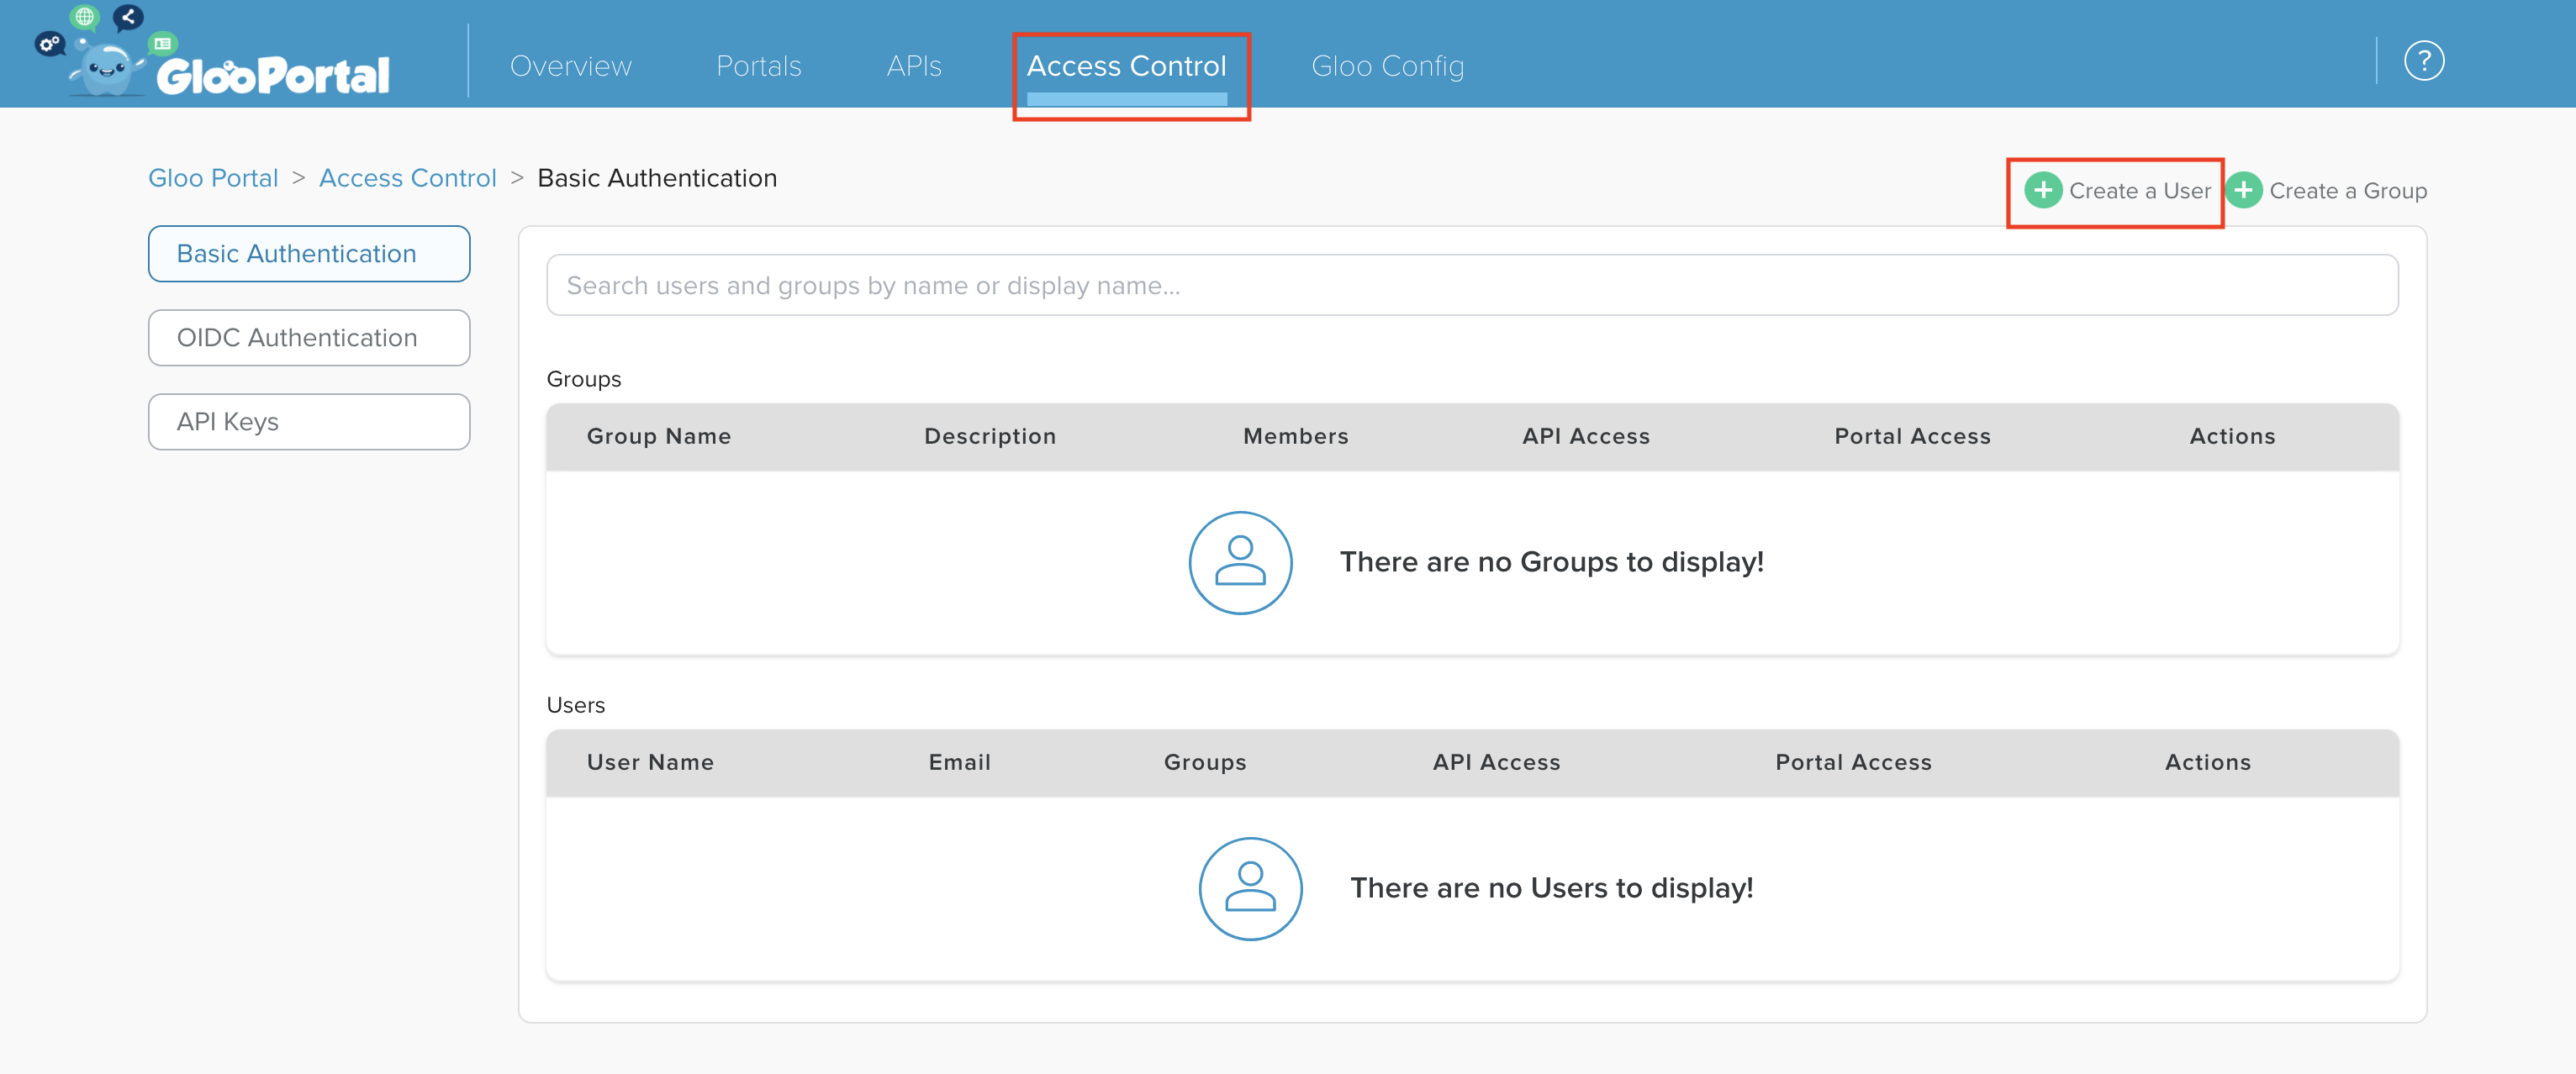 GlooPortal
Overview Portals APIs Access Control Gloo Config ?
Gloo Portal > Access Control > Basic Authentication
Create a User Create a Group
Basic Authentication
OIDC Authentication
API Keys
Search users and groups by name or display name...
Groups
Group Name Description Members API Access Portal Access Actions
There are no Groups to display!
Users
User Name Email Groups API Access Portal Access Actions
There are no Users to display!